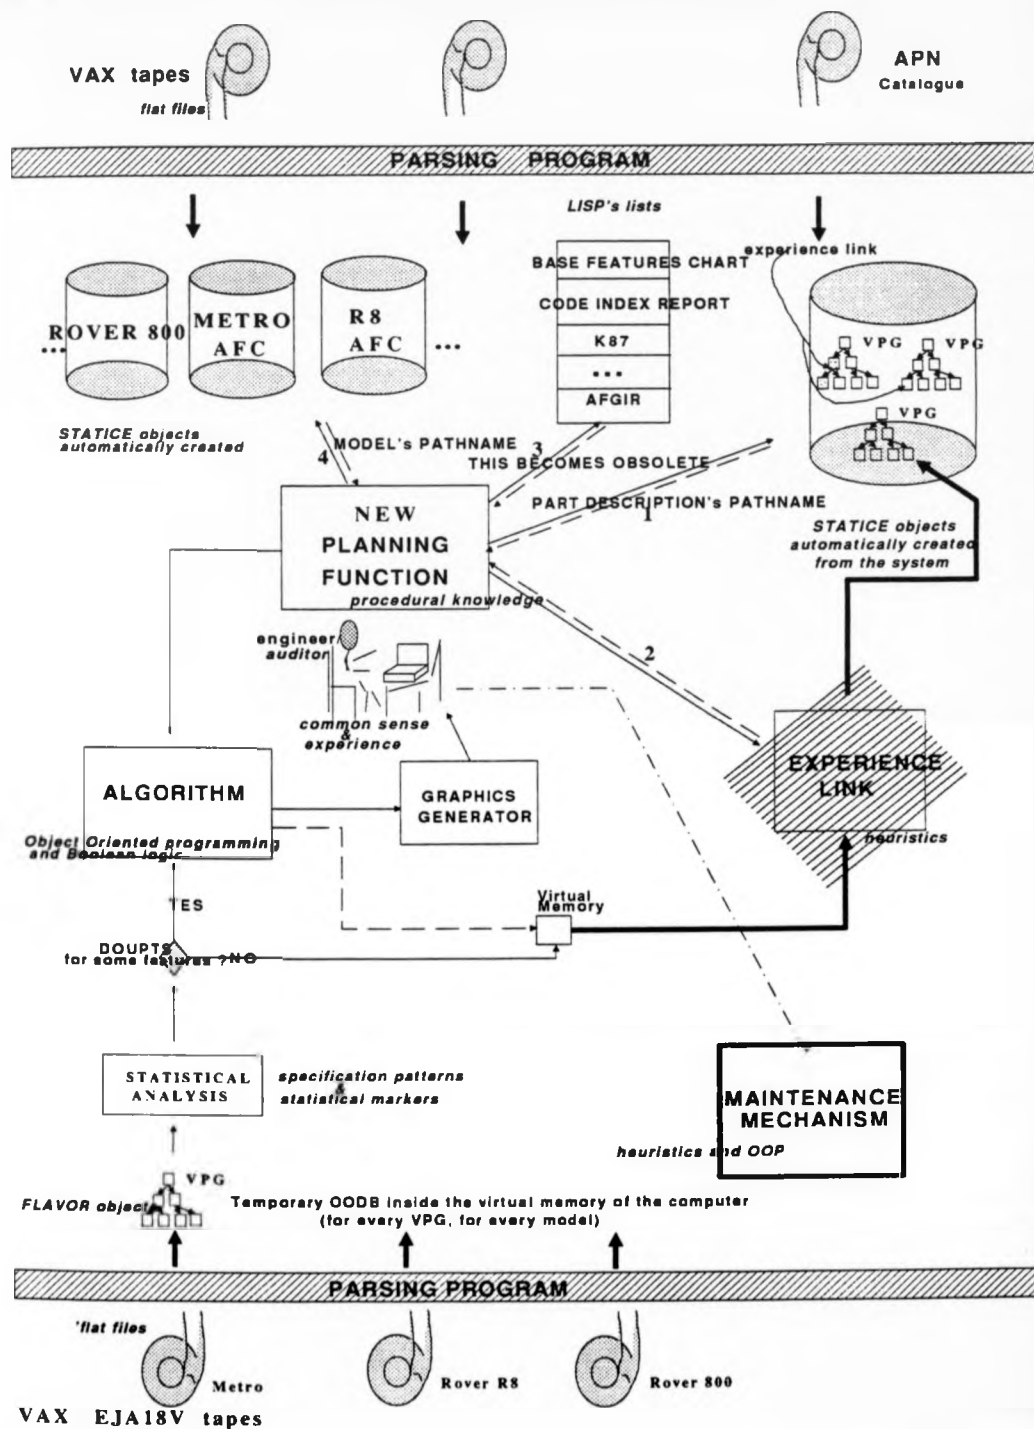 VAX tapes
flat files
APN
Catalogue
PARSING PROGRAM
LISP's lists
experience link
BASE FEATURES CHART
CODE INDEX REPORT
K87
...
AFGIR
ROVER 800
...
METRO
AFC
R8
AFC
...
VPG
VPG
VPG
STATICE objects
automatically created
4
MODEL's PATHNAME
3
THIS BECOMES OBSOLETE
PART DESCRIPTION's PATHNAME
1
NEW
PLANNING
FUNCTION
procedural knowledge
STATICE objects
automatically created
from the system
engineer/
auditor
2
common sense
&
experience
EXPERIENCE
LINK
heuristics
ALGORITHM
GRAPHICS
GENERATOR
Object Oriented programming
and Boolean logic
YES
Virtual
Memory
DOUPTS
for some features ? NO
STATISTICAL
ANALYSIS
specification patterns
&
statistical markers
MAINTENANCE
MECHANISM
heuristics and OOP
VPG
FLAVOR object
Temporary OODB inside the virtual memory of the computer
(for every VPG, for every model)
PARSING PROGRAM
'flat files
Metro
Rover R8
Rover 800
VAX EJA18V tapes